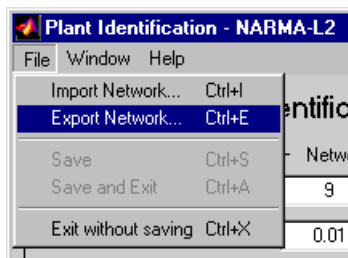 Plant Identification - NARMA-L2
File Window Help
Import Network... Ctrl+I
Export Network... Ctrl+E
Save Ctrl+S
Save and Exit Ctrl+A
Exit without saving Ctrl+X
entific
Netw
9
0.01